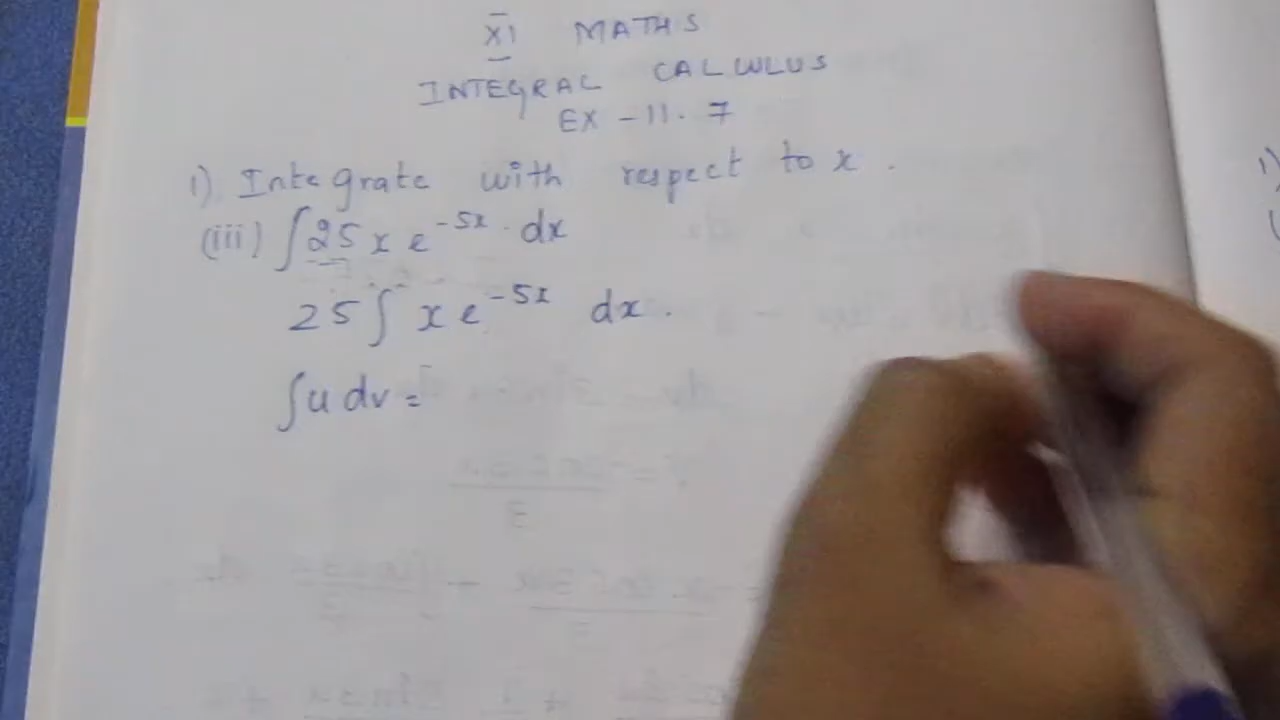 XI MATHS
INTEGRAL CALCULUS
EX - 11.7
1). Integrate with respect to x.
(iii) ∫25 x e^{-5x} . dx
25 ∫ x e^{-5x} dx.
∫u dv =